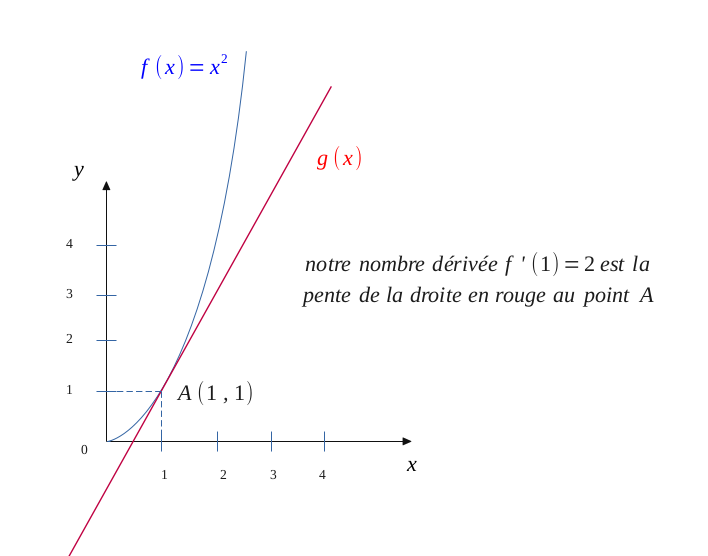 f (x) = x²
g (x)
y
4
3
notre nombre dérivée f ' (1) = 2 est la
pente de la droite en rouge au point A
2
1
A (1 , 1)
0
x
1 2 3 4